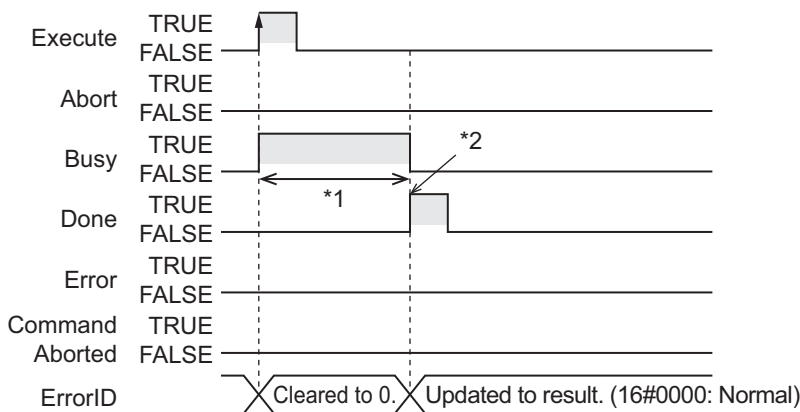 Execute TRUE
FALSE
Abort TRUE
FALSE
Busy TRUE
FALSE
*2
*1
Done TRUE
FALSE
Error TRUE
FALSE
Command TRUE
Aborted FALSE
ErrorID Cleared to 0. Updated to result. (16#0000: Normal)